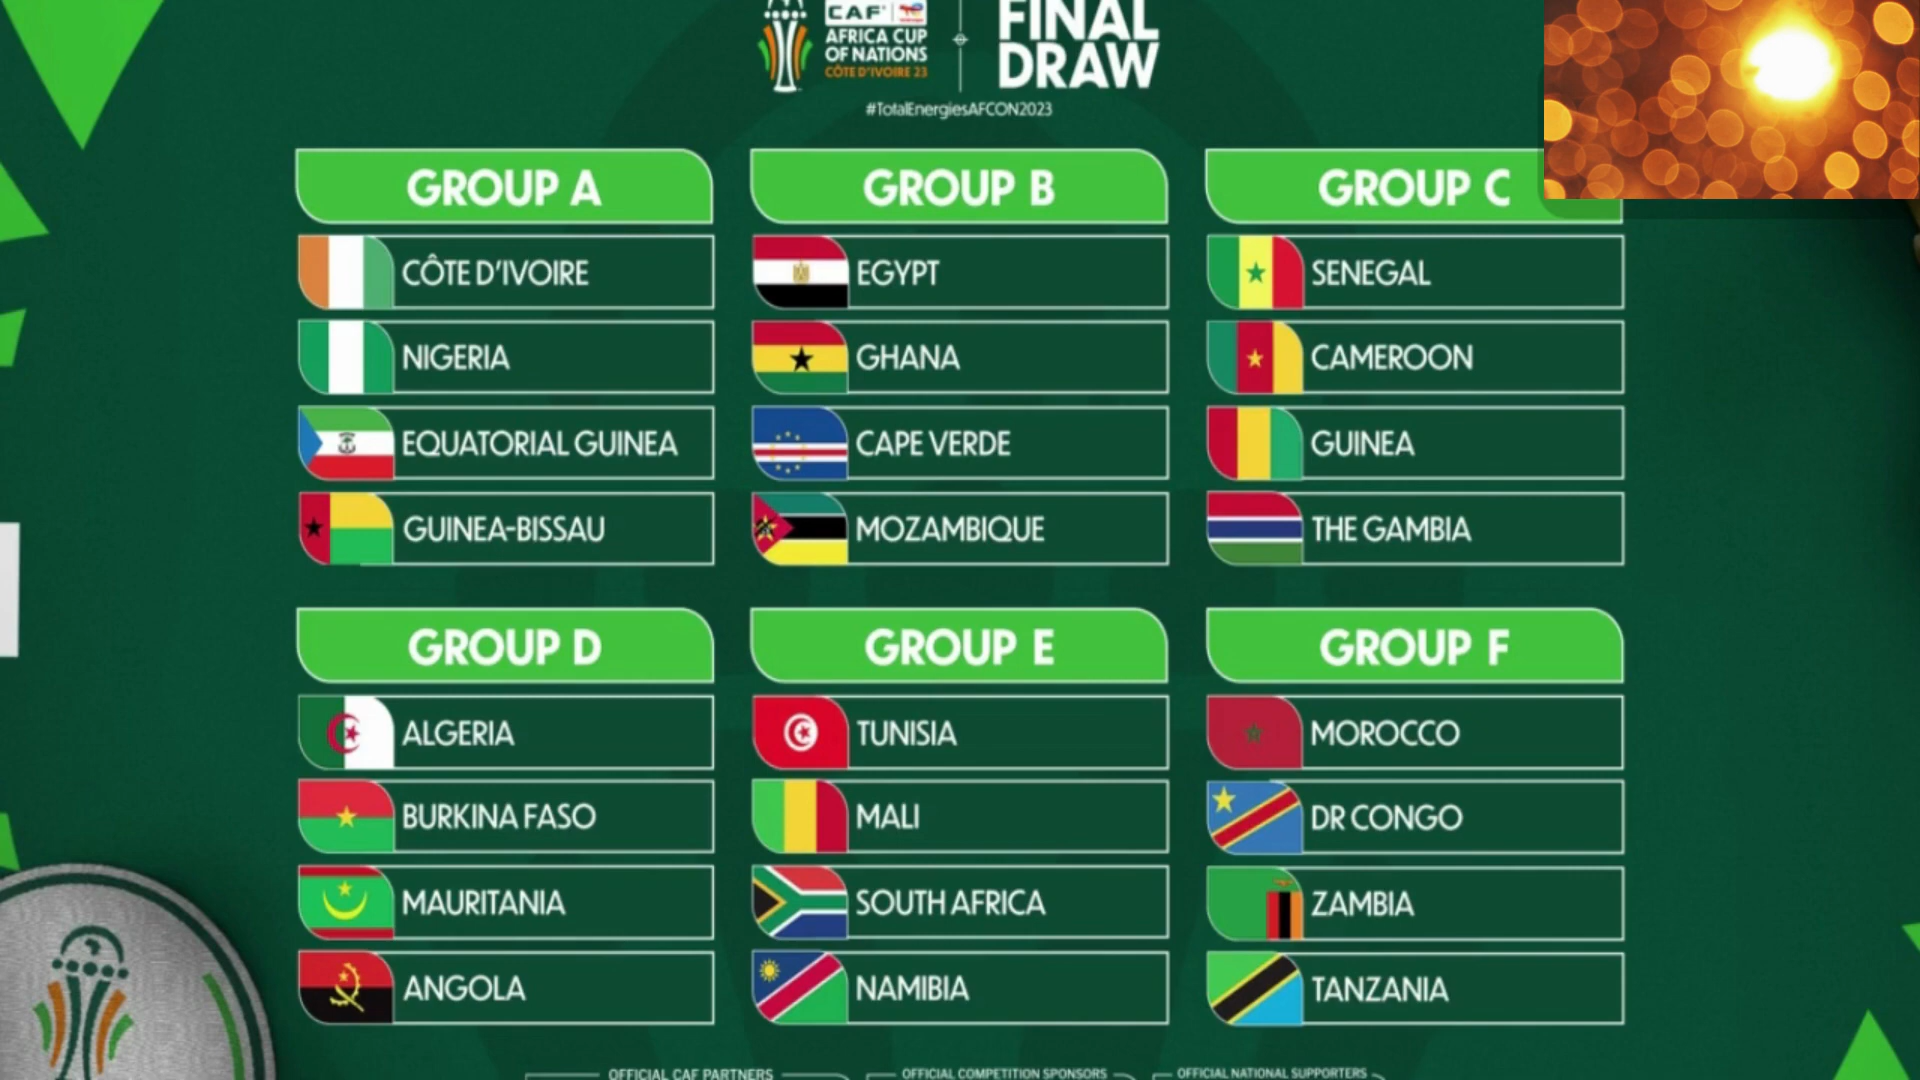 CAF
AFRICA CUP
OF NATIONS
CÔTE D'IVOIRE 23
FINAL
DRAW
#TotalEnergiesAFCON2023
GROUP A
CÔTE D'IVOIRE
NIGERIA
EQUATORIAL GUINEA
GUINEA-BISSAU
GROUP B
EGYPT
GHANA
CAPE VERDE
MOZAMBIQUE
GROUP C
SENEGAL
CAMEROON
GUINEA
THE GAMBIA
GROUP D
ALGERIA
BURKINA FASO
MAURITANIA
ANGOLA
GROUP E
TUNISIA
MALI
SOUTH AFRICA
NAMIBIA
GROUP F
MOROCCO
DR CONGO
ZAMBIA
TANZANIA
OFFICIAL CAF PARTNERS
OFFICIAL COMPETITION SPONSORS
OFFICIAL NATIONAL SUPPORTERS